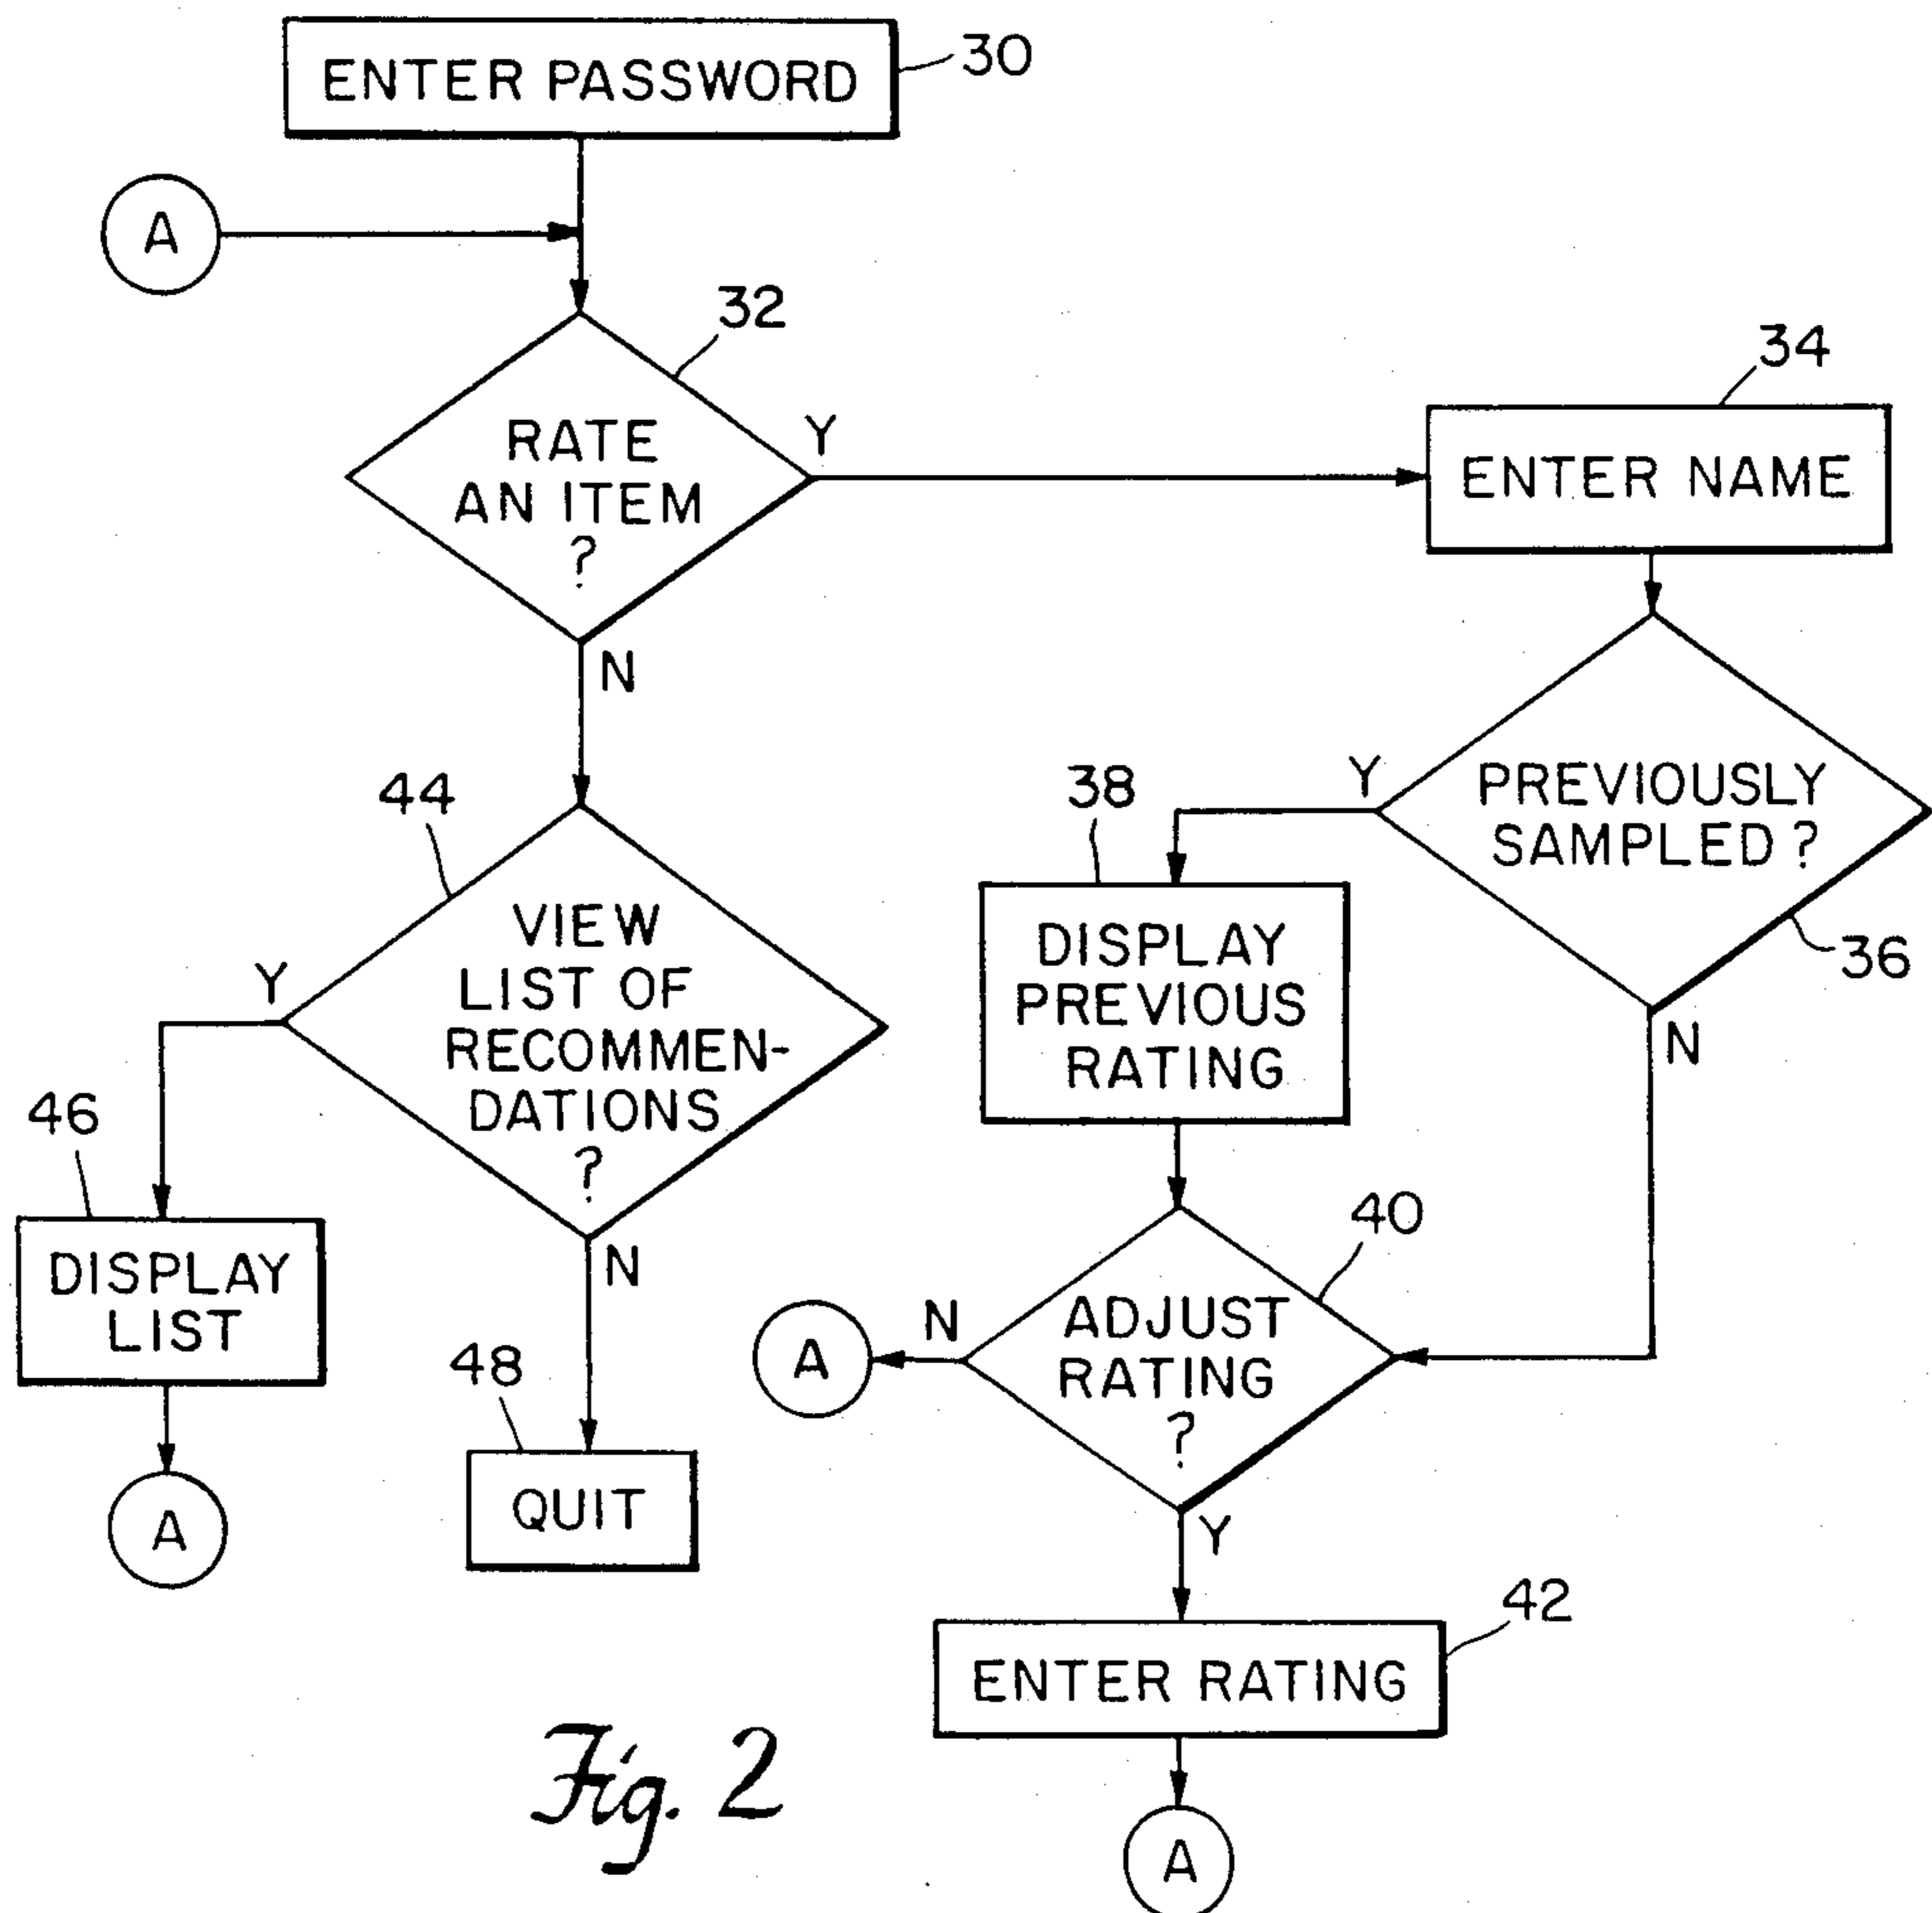 ENTER PASSWORD
30
A
32
RATE
AN ITEM
?
Y
N
34
ENTER NAME
PREVIOUSLY
SAMPLED ?
Y
36
N
38
DISPLAY
PREVIOUS
RATING
44
VIEW
LIST OF
RECOMMEN-
DATIONS
?
Y
N
46
DISPLAY
LIST
A
48
QUIT
40
ADJUST
RATING
?
N
A
Y
42
ENTER RATING
A
Fig. 2